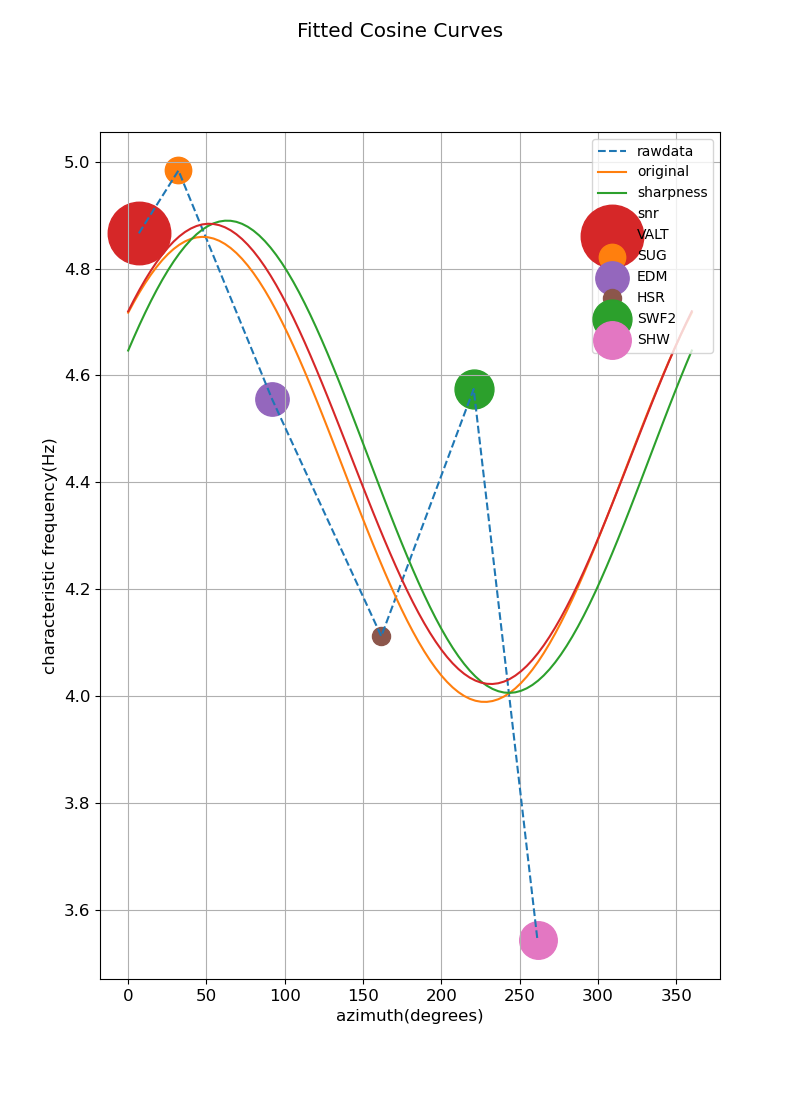 Fitted Cosine Curves
rawdata
original
sharpness
snr
VALT
SUG
EDM
HSR
SWF2
SHW
characteristic frequency(Hz)
5.0
4.8
4.6
4.4
4.2
4.0
3.8
3.6
0 50 100 150 200 250 300 350
azimuth(degrees)